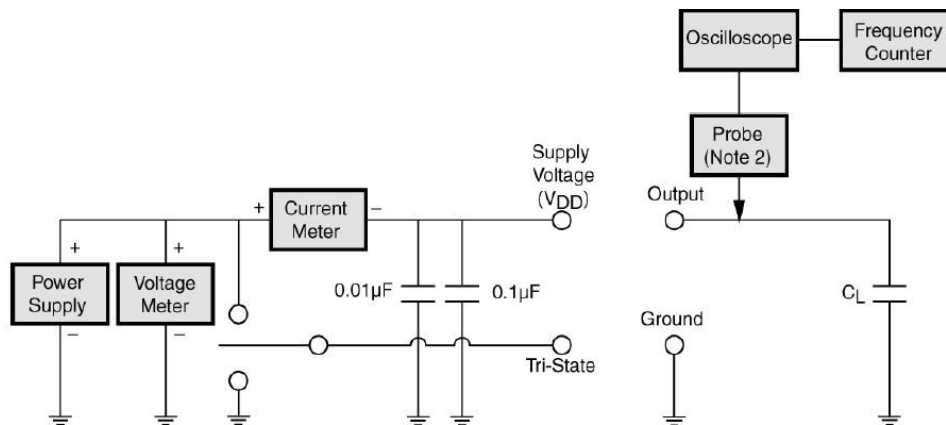 Oscilloscope
Frequency
Counter
Probe
(Note 2)
Supply
Voltage
(VDD)
Output
+
Current
Meter
−
+
+
Power
Supply
Voltage
Meter
−
−
0.01µF
0.1µF
CL
Ground
Tri-State